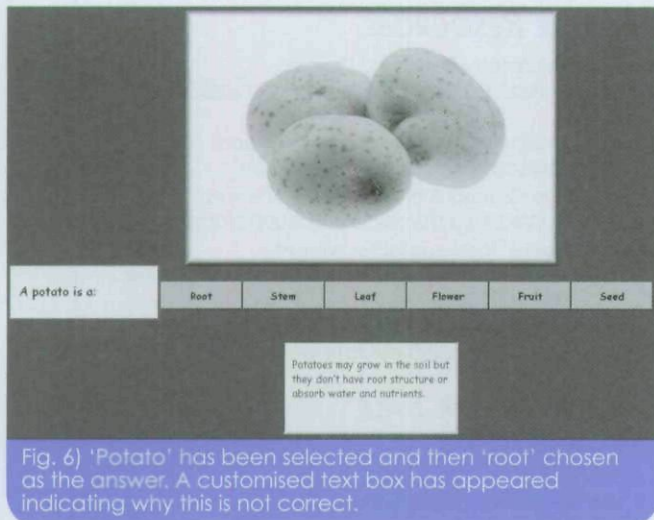 A potato is a:
Root Stem Leaf Flower Fruit Seed
Potatoes may grow in the soil but
they don't have root structure or
absorb water and nutrients.
Fig. 6) 'Potato' has been selected and then 'root' chosen
as the answer. A customised text box has appeared
indicating why this is not correct.